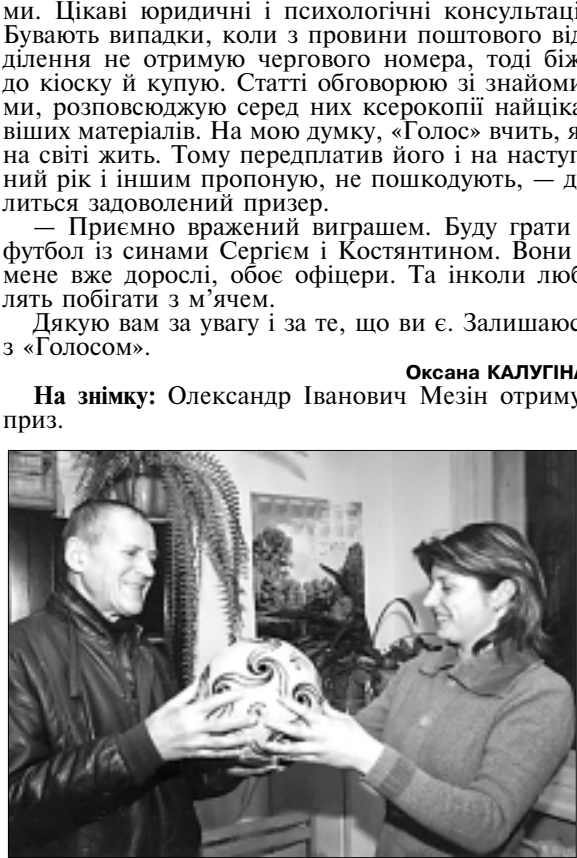 ми. Цікаві юридичні і психологічні консультаці
Бувають випадки, коли з провини поштового від
ділення не отримую чергового номера, тоді біж
до кіоску й купую. Статті обговорюю зі знайоми
ми, розповсюджую серед них ксерокопії найціка
віших матеріалів. На мою думку, «Голос» вчить, я
на світі жить. Тому передплатив його і на наступ
ний рік і іншим пропоную, не пошкодують, — д
литься задоволений призер.
— Приємно вражений виграшем. Буду грати
футбол із синами Сергієм і Костянтином. Вони
мене вже дорослі, обоє офіцери. Та інколи люб
лять побігати з м’ячем.
Дякую вам за увагу і за те, що ви є. Залишаюс
з «Голосом».
Оксана КАЛУГІНА
На знімку: Олександр Іванович Мезін отриму
приз.